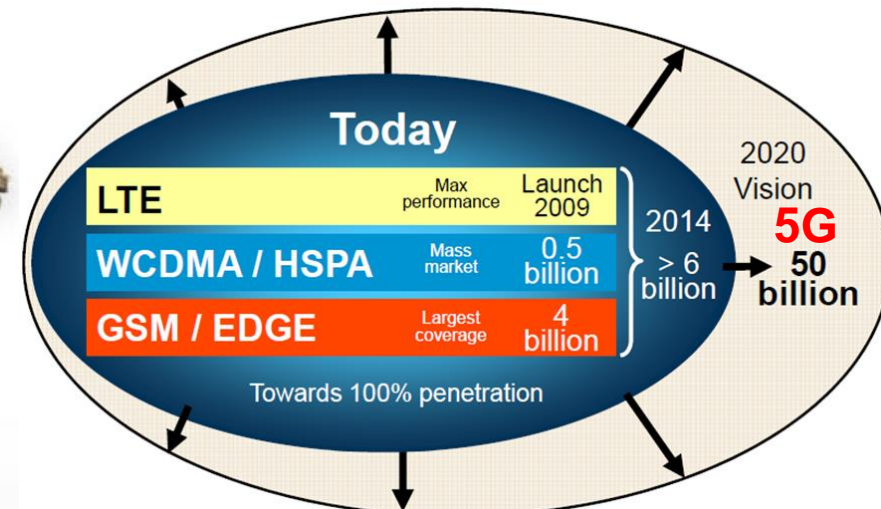 Today
LTE
Max
performance
Launch
2009
WCDMA / HSPA
Mass
market
0.5
billion
GSM / EDGE
Largest
coverage
4
billion
2014
> 6
billion
Towards 100% penetration
2020
Vision
5G
50
billion